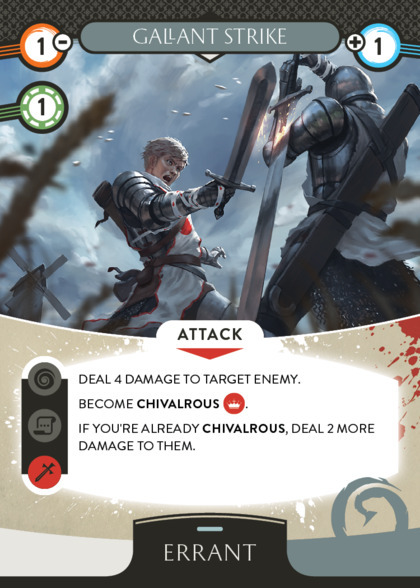 GALLANT STRIKE
1 -
+ 1
1
ATTACK
DEAL 4 DAMAGE TO TARGET ENEMY.
BECOME CHIVALROUS.
IF YOU'RE ALREADY CHIVALROUS, DEAL 2 MORE
DAMAGE TO THEM.
ERRANT